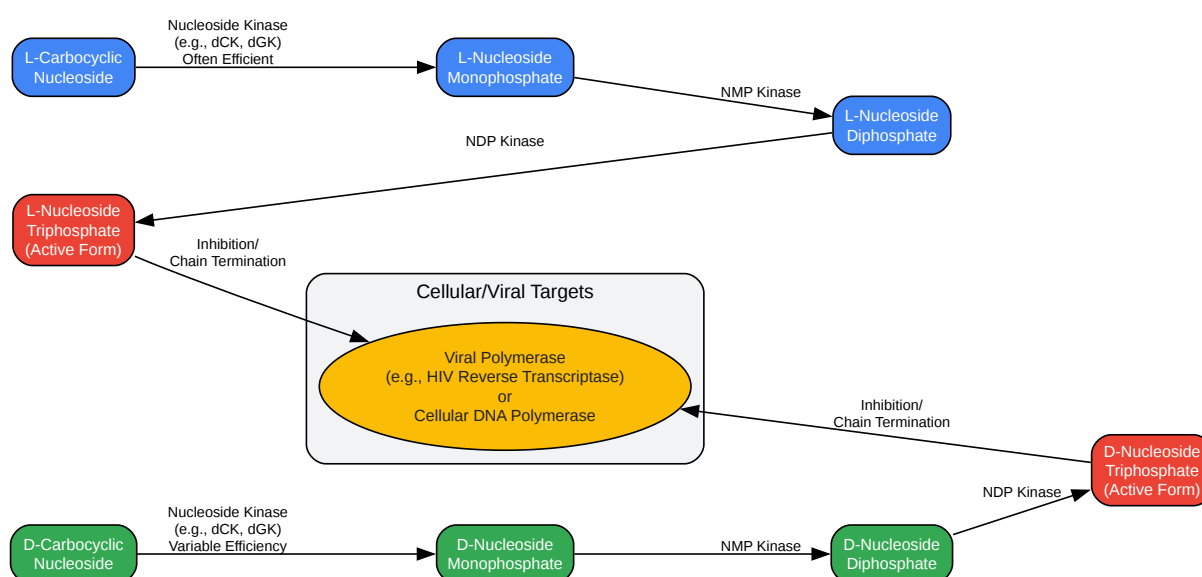 Nucleoside Kinase
(e.g., dCK, dGK)
Often Efficient
L-Carbocyclic
Nucleoside
L-Nucleoside
Monophosphate
NMP Kinase
L-Nucleoside
Diphosphate
NDP Kinase
L-Nucleoside
Triphosphate
(Active Form)
Inhibition/
Chain Termination
Cellular/Viral Targets
Viral Polymerase
(e.g., HIV Reverse Transcriptase)
or
Cellular DNA Polymerase
Inhibition/
Chain Termination
D-Nucleoside
Triphosphate
(Active Form)
NDP Kinase
Nucleoside Kinase
(e.g., dCK, dGK)
Variable Efficiency
D-Carbocyclic
Nucleoside
D-Nucleoside
Monophosphate
NMP Kinase
D-Nucleoside
Diphosphate